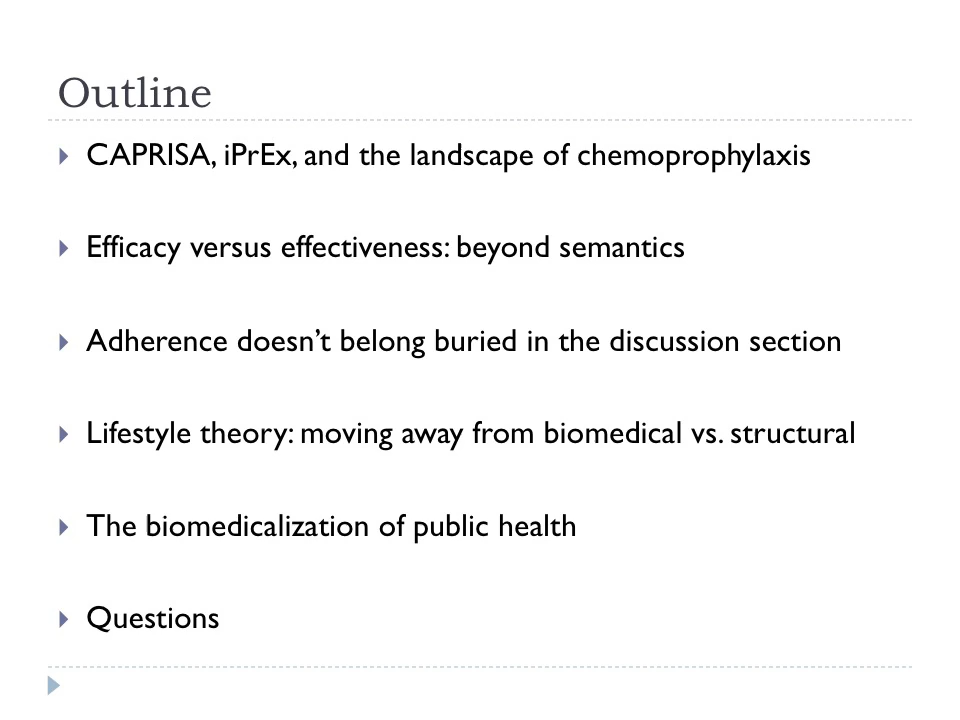 Outline
CAPRISA, iPrEx, and the landscape of chemoprophylaxis
Efficacy versus effectiveness: beyond semantics
Adherence doesn’t belong buried in the discussion section
Lifestyle theory: moving away from biomedical vs. structural
The biomedicalization of public health
Questions